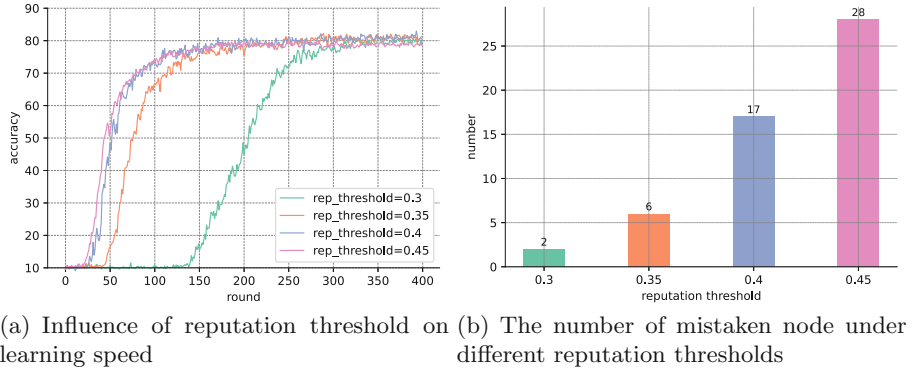 90
80
70
60
50
40
30
20
10
accuracy
rep_threshold=0.3
rep_threshold=0.35
rep_threshold=0.4
rep_threshold=0.45
0 50 100 150 200 250 300 350 400
round
(a) Influence of reputation threshold on
learning speed
25
20
15
10
5
0
number
2
6
17
28
0.3 0.35 0.4 0.45
reputation threshold
(b) The number of mistaken node under
different reputation thresholds